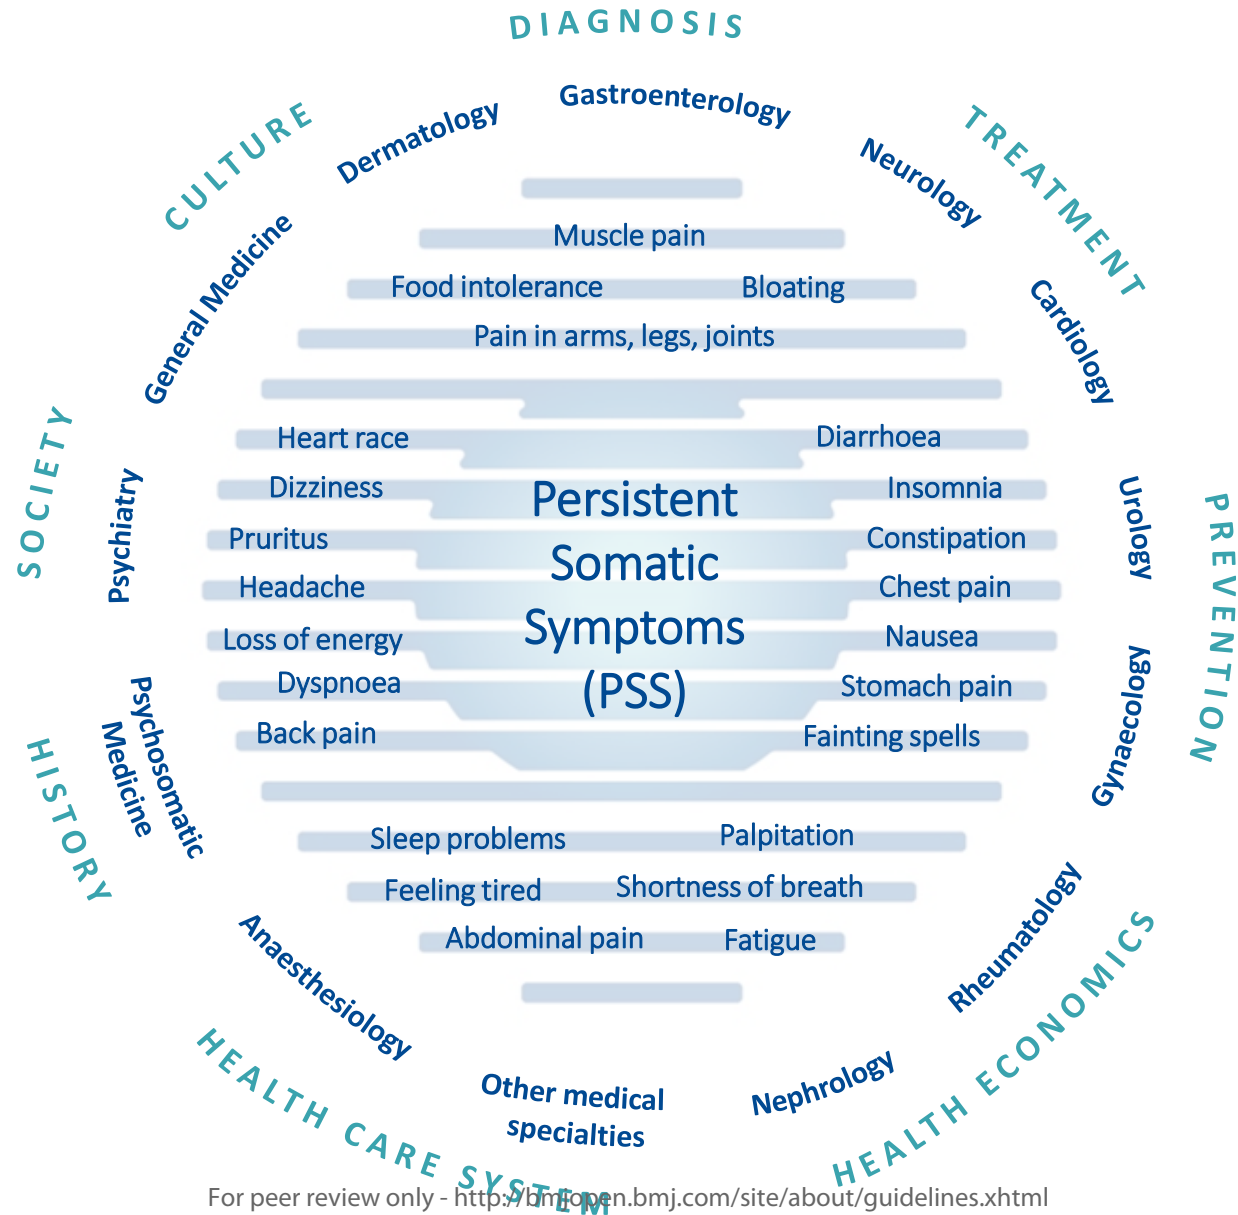 DIAGNOSIS
CULTURE
TREATMENT
Dermatology
Gastroenterology
Neurology
General Medicine
Cardiology
Muscle pain
Food intolerance
Bloating
Pain in arms, legs, joints
Heart race
Diarrhoea
Dizziness
Insomnia
Pruritus
Constipation
Headache
Chest pain
Loss of energy
Nausea
Dyspnoea
Stomach pain
Back pain
Fainting spells
Persistent
Somatic
Symptoms
(PSS)
SOCIETY
Psychiatry
Urology
PREVENTION
Gynaecology
Psychosomatic
Medicine
HISTORY
Sleep problems
Palpitation
Feeling tired
Shortness of breath
Abdominal pain
Fatigue
Anaesthesiology
Rheumatology
HEALTH ECONOMICS
Other medical
specialties
Nephrology
HEALTH CARE SYSTEM
For peer review only - http://bmjopen.bmj.com/site/about/guidelines.xhtml